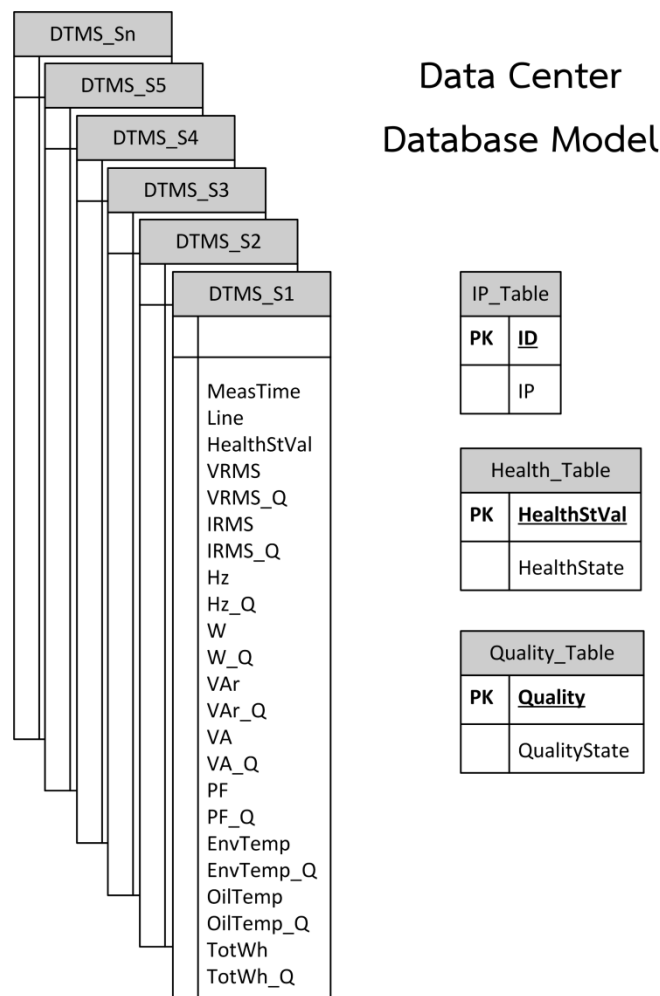 DTMS_Sn
DTMS_S5
DTMS_S4
DTMS_S3
DTMS_S2
DTMS_S1
MeasTime
Line
HealthStVal
VRMS
VRMS_Q
IRMS
IRMS_Q
Hz
Hz_Q
W
W_Q
VAr
VAr_Q
VA
VA_Q
PF
PF_Q
EnvTemp
EnvTemp_Q
OilTemp
OilTemp_Q
TotWh
TotWh_Q
Data Center
Database Model
IP_Table
PK ID
IP
Health_Table
PK HealthStVal
HealthState
Quality_Table
PK Quality
QualityState